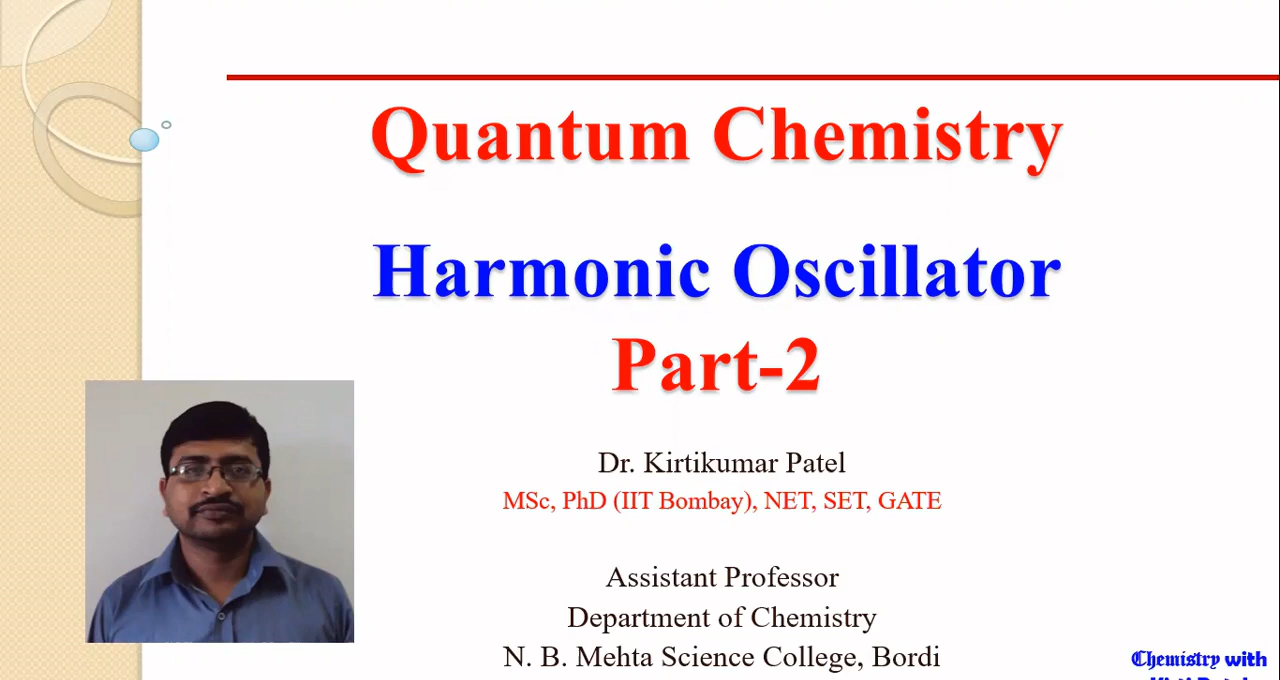 Quantum Chemistry
Harmonic Oscillator
Part-2
Dr. Kirtikumar Patel
MSc, PhD (IIT Bombay), NET, SET, GATE
Assistant Professor
Department of Chemistry
N. B. Mehta Science College, Bordi
Chemistry with